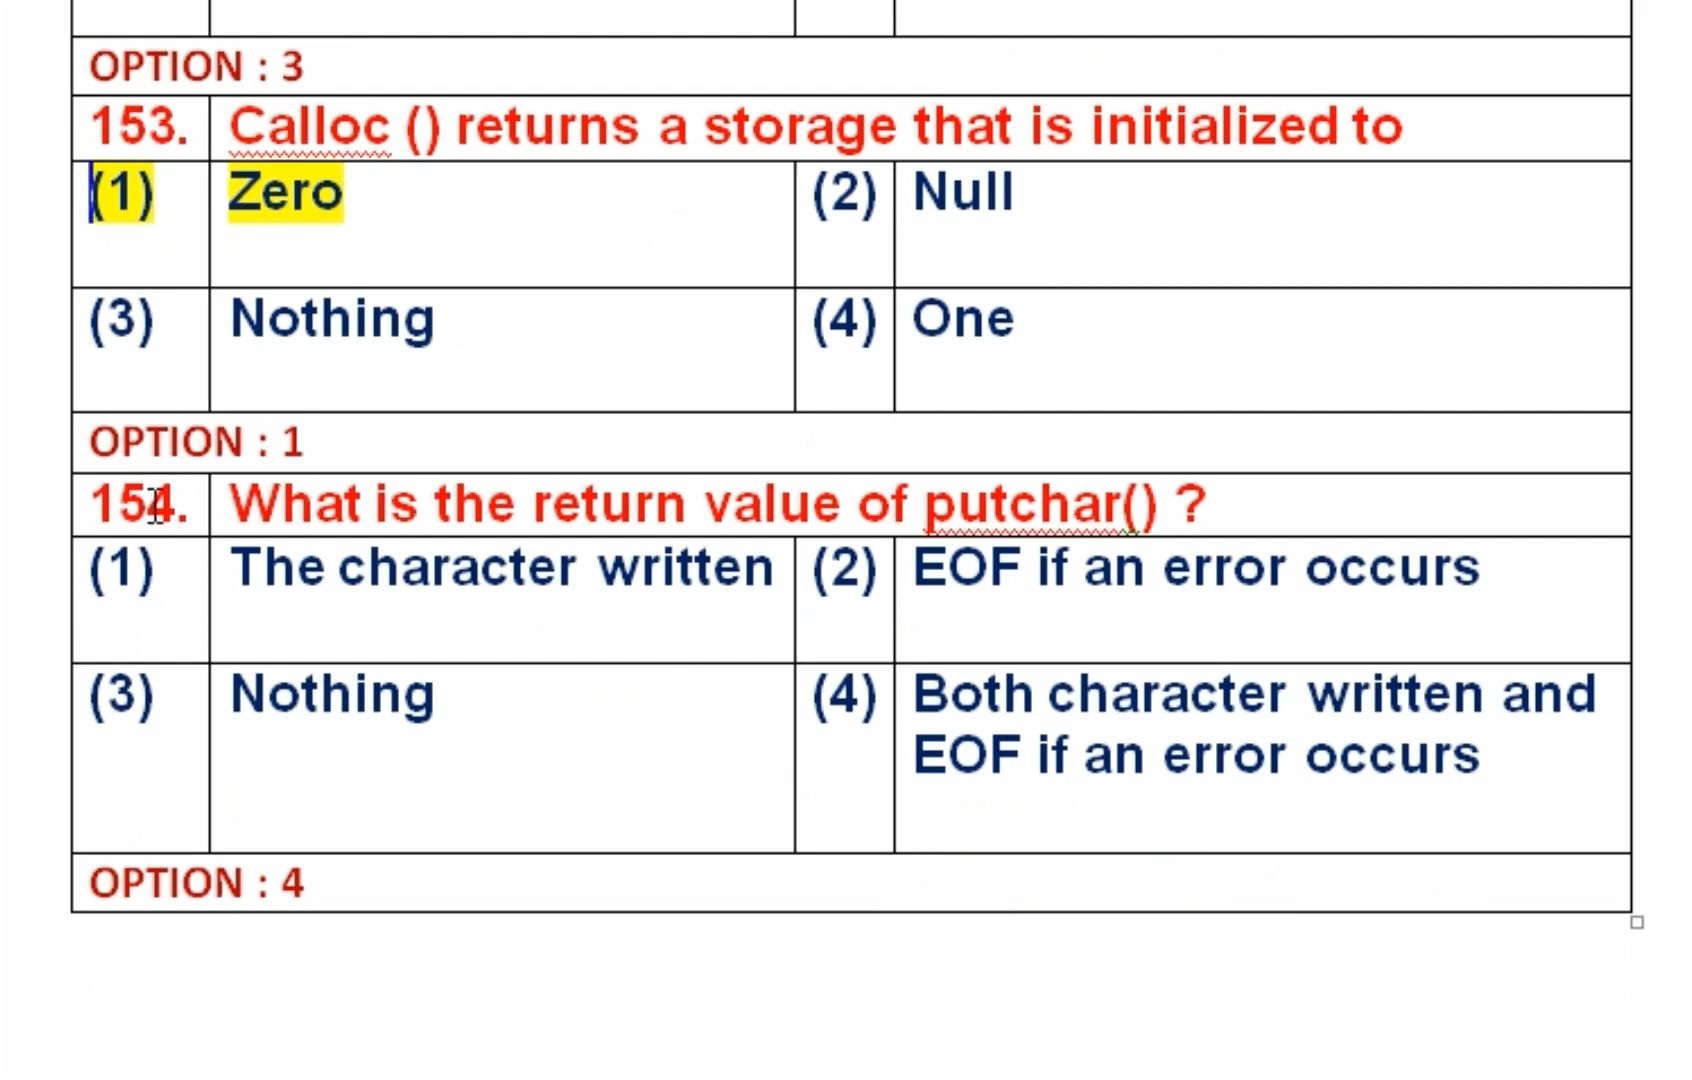 OPTION : 3
153. Calloc () returns a storage that is initialized to
(1) Zero (2) Null
(3) Nothing (4) One
OPTION : 1
154. What is the return value of putchar() ?
(1) The character written (2) EOF if an error occurs
(3) Nothing (4) Both character written and
EOF if an error occurs
OPTION : 4